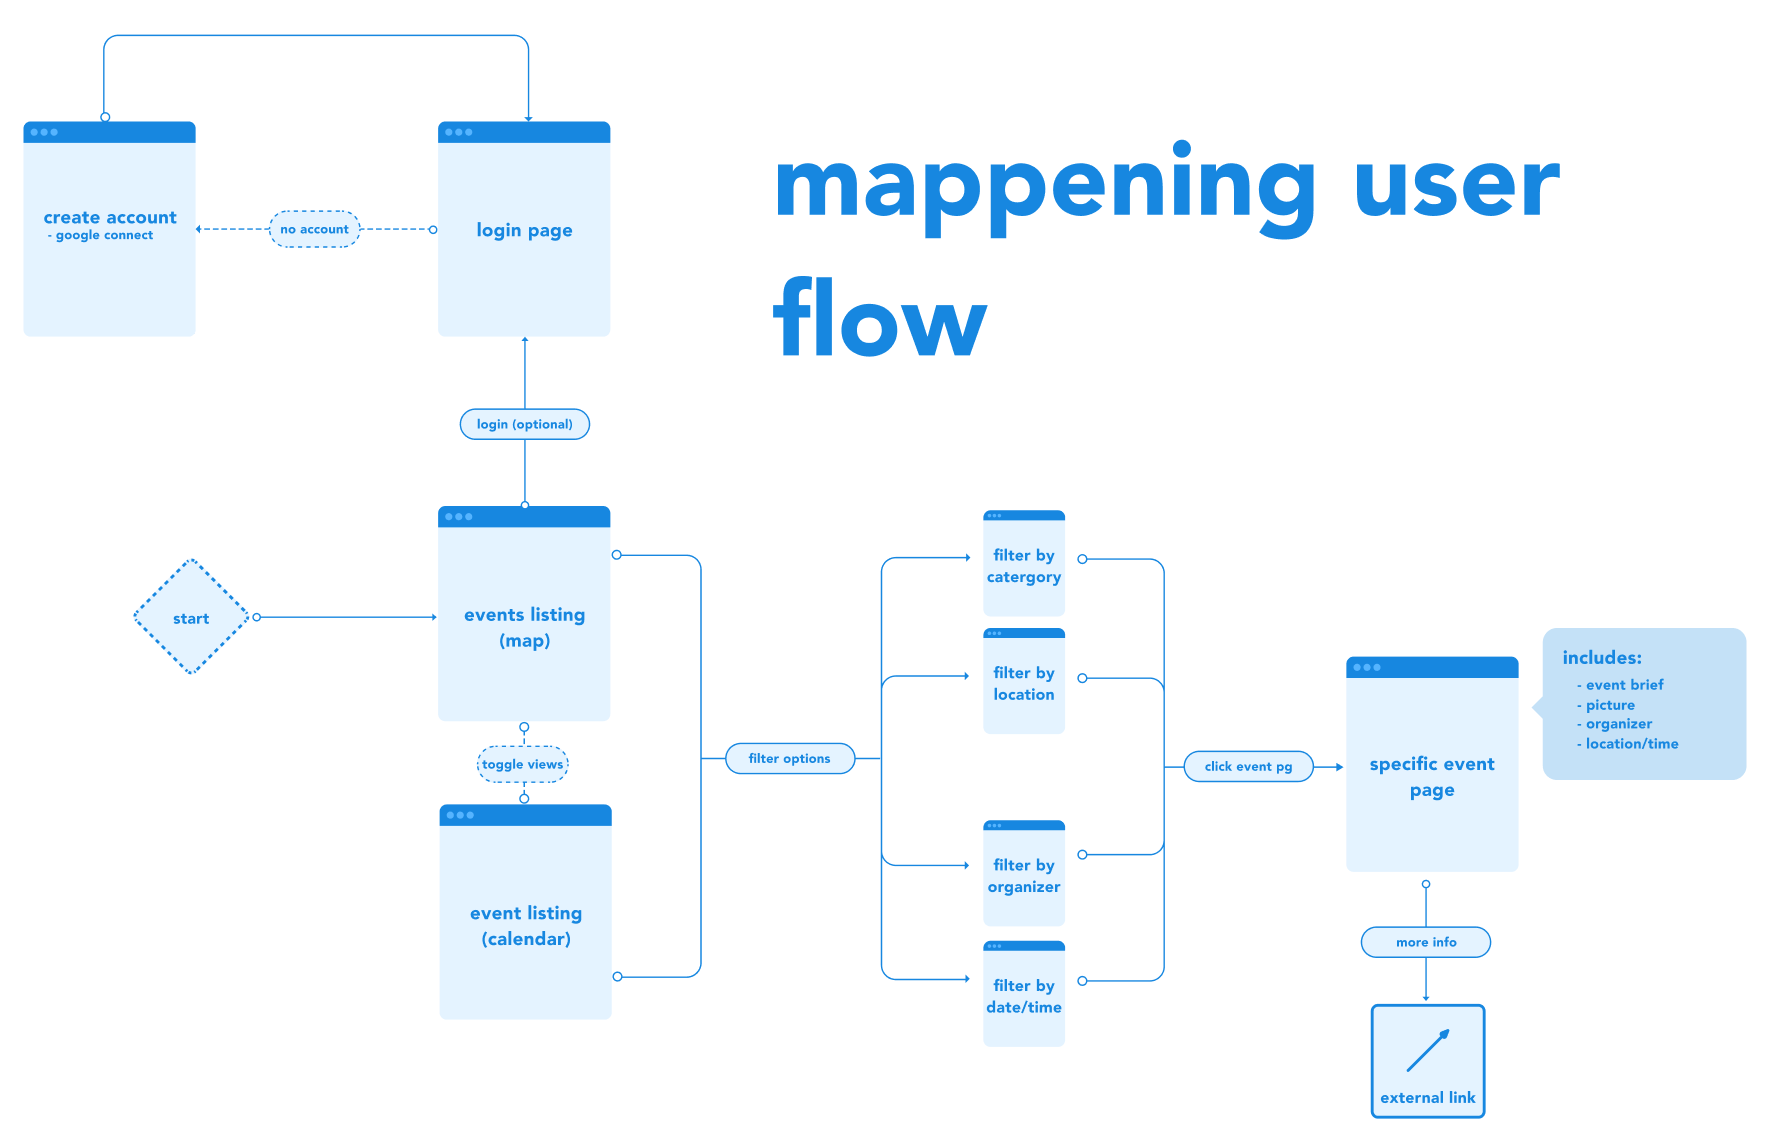 mappening user
flow
create account
- google connect
no account
login page
login (optional)
start
events listing
(map)
toggle views
event listing
(calendar)
filter options
filter by
catergory
filter by
location
filter by
organizer
filter by
date/time
click event pg
specific event
page
includes:
- event brief
- picture
- organizer
- location/time
more info
external link